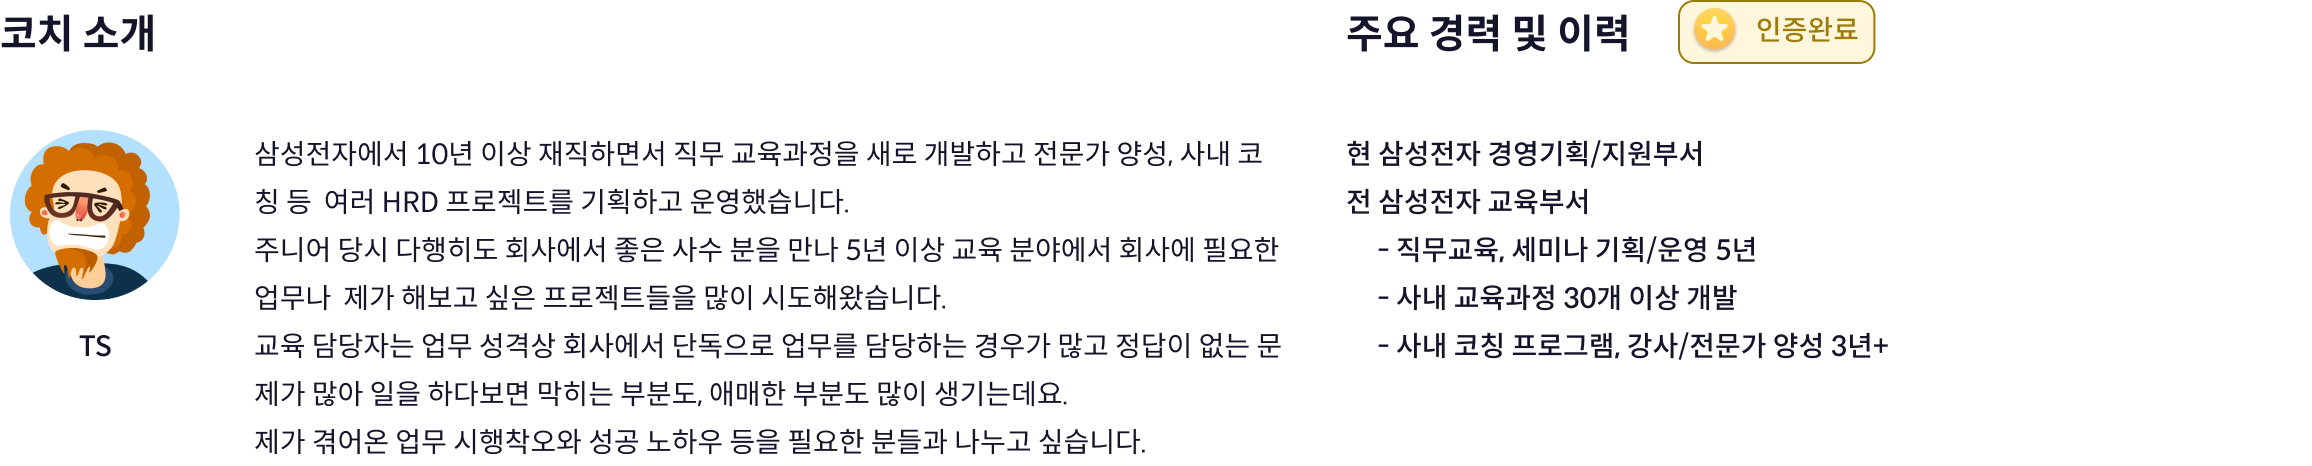 코치 소개
TS
삼성전자에서 10년 이상 재직하면서 직무 교육과정을 새로 개발하고 전문가 양성, 사내 코
칭 등  여러 HRD 프로젝트를 기획하고 운영했습니다.
주니어 당시 다행히도 회사에서 좋은 사수 분을 만나 5년 이상 교육 분야에서 회사에 필요한
업무나  제가 해보고 싶은 프로젝트들을 많이 시도해왔습니다.
교육 담당자는 업무 성격상 회사에서 단독으로 업무를 담당하는 경우가 많고 정답이 없는 문
제가 많아 일을 하다보면 막히는 부분도, 애매한 부분도 많이 생기는데요.
제가 겪어온 업무 시행착오와 성공 노하우 등을 필요한 분들과 나누고 싶습니다.
주요 경력 및 이력
인증완료
현 삼성전자 경영기획/지원부서
전 삼성전자 교육부서
- 직무교육, 세미나 기획/운영 5년
- 사내 교육과정 30개 이상 개발
- 사내 코칭 프로그램, 강사/전문가 양성 3년+